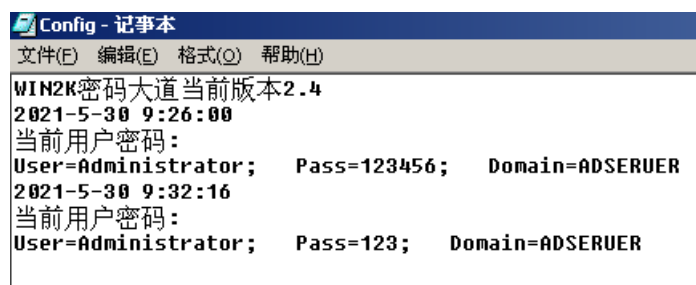 Config - 记事本
文件(F) 编辑(E) 格式(O) 帮助(H)
WIN2K密码大道当前版本2.4
2021-5-30 9:26:00
当前用户密码:
User=Administrator; Pass=123456; Domain=ADSERUER
2021-5-30 9:32:16
当前用户密码:
User=Administrator; Pass=123; Domain=ADSERUER